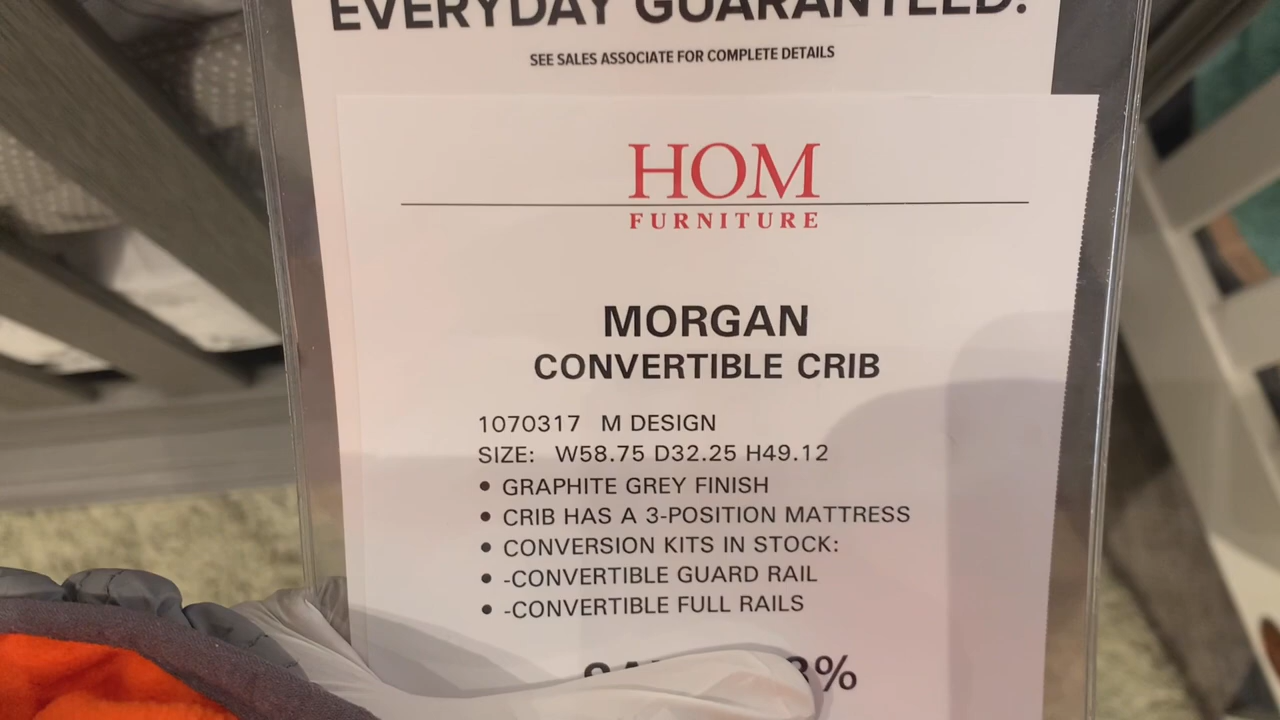 EVERYDAY GUARANTEED.
SEE SALES ASSOCIATE FOR COMPLETE DETAILS
HOM
FURNITURE
MORGAN
CONVERTIBLE CRIB
1070317 M DESIGN
SIZE: W58.75 D32.25 H49.12
• GRAPHITE GREY FINISH
• CRIB HAS A 3-POSITION MATTRESS
• CONVERSION KITS IN STOCK:
• -CONVERTIBLE GUARD RAIL
• -CONVERTIBLE FULL RAILS